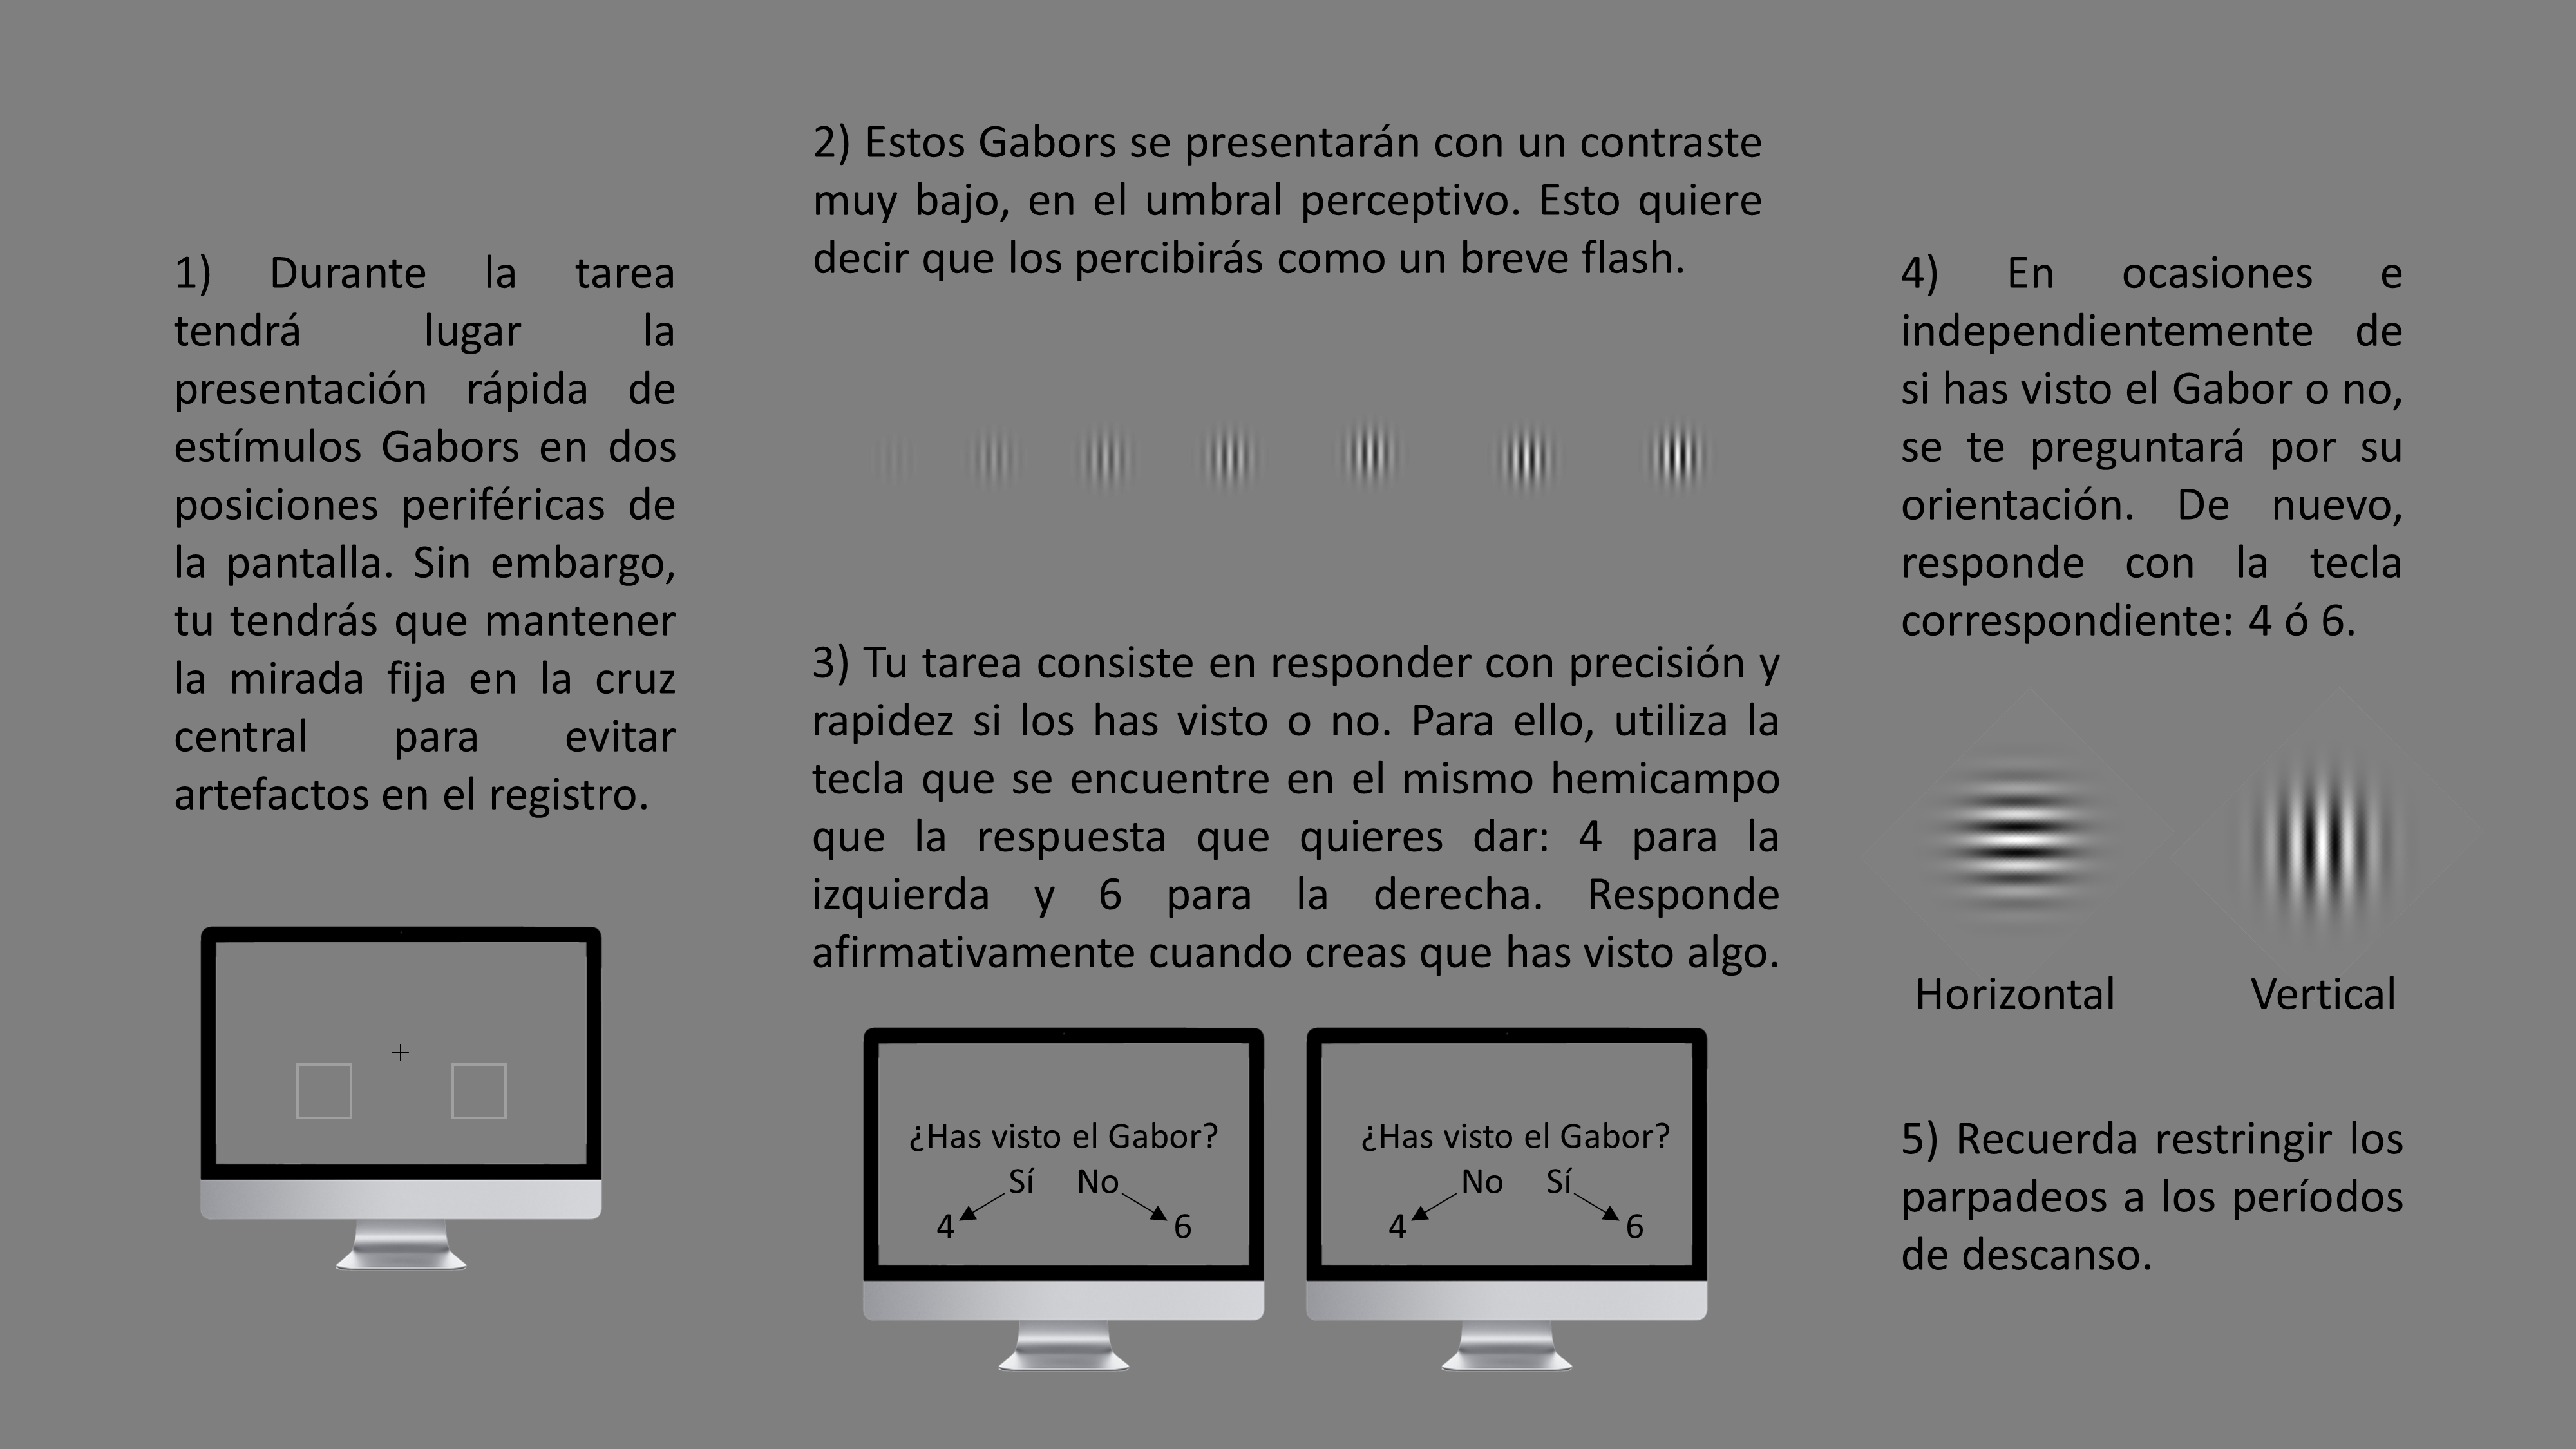 1) Durante la tarea
tendrá lugar la
presentación rápida de
estímulos Gabors en dos
posiciones periféricas de
la pantalla. Sin embargo,
tu tendrás que mantener
la mirada fija en la cruz
central para evitar
artefactos en el registro.
2) Estos Gabors se presentarán con un contraste
muy bajo, en el umbral perceptivo. Esto quiere
decir que los percibirás como un breve flash.
3) Tu tarea consiste en responder con precisión y
rapidez si los has visto o no. Para ello, utiliza la
tecla que se encuentre en el mismo hemicampo
que la respuesta que quieres dar: 4 para la
izquierda y 6 para la derecha. Responde
afirmativamente cuando creas que has visto algo.
¿Has visto el Gabor?
Sí No
4 6
¿Has visto el Gabor?
No Sí
4 6
4) En ocasiones e
independientemente de
si has visto el Gabor o no,
se te preguntará por su
orientación. De nuevo,
responde con la tecla
correspondiente: 4 ó 6.
Horizontal Vertical
5) Recuerda restringir los
parpadeos a los períodos
de descanso.